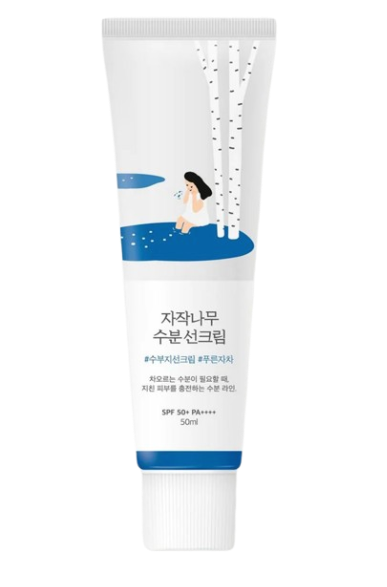 자작나무
수분 선크림
#수부지선크림 #푸른자차
차오르는 수분이 필요할 때,
지친 피부를 충전하는 수분 라인.
SPF 50+ PA++++
50ml